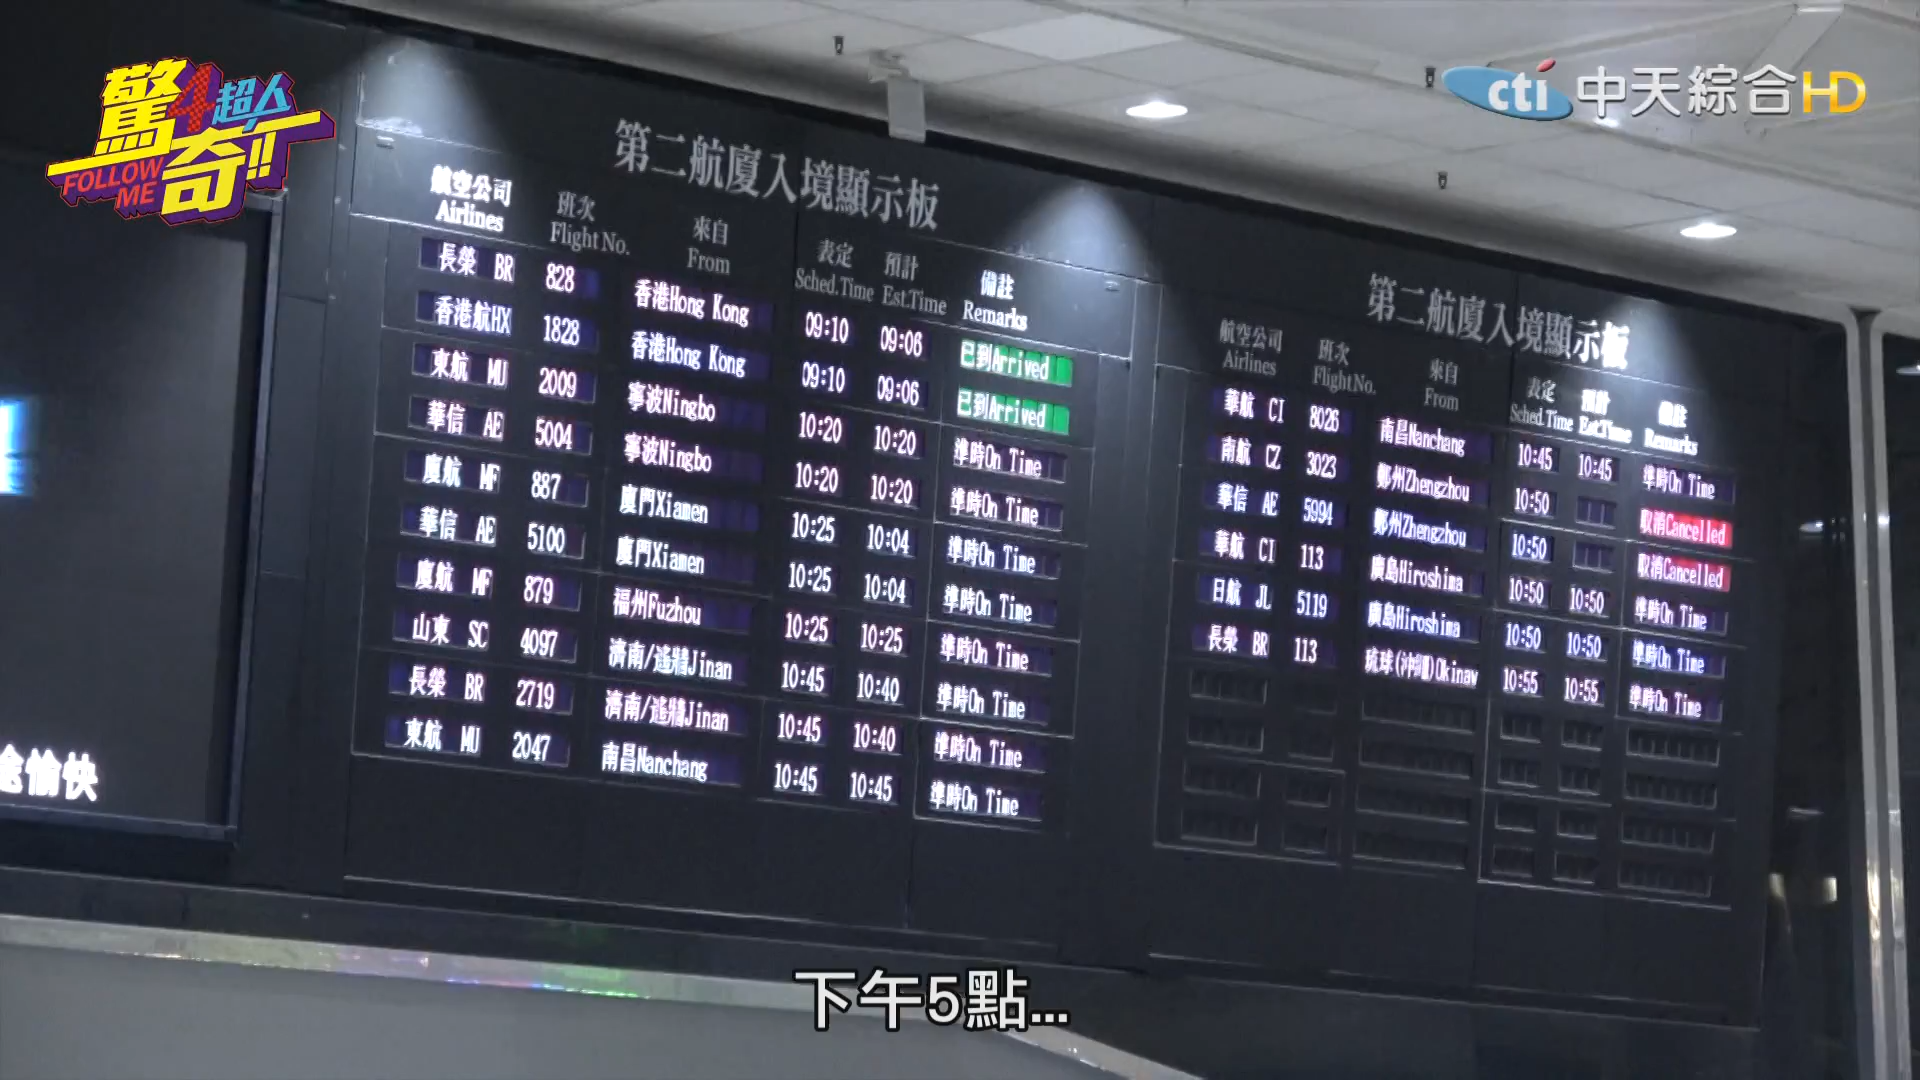 驚奇4超人!!
FOLLOW
ME
cti 中天綜合HD
第二航廈入境顯示板
航空公司 班次 來自 表定 預計 備註
Airlines Flight No. From Sched.Time Est.Time Remarks
長榮 BR 828 香港Hong Kong 09:10 09:06 已到Arrived
香港航HX 1828 香港Hong Kong 09:10 09:06 已到Arrived
東航 MU 2009 寧波Ningbo 10:20 10:20 準時On Time
華信 AE 5004 寧波Ningbo 10:20 10:20 準時On Time
廈航 MF 887 廈門Xiamen 10:25 10:04 準時On Time
華信 AE 5100 廈門Xiamen 10:25 10:04 準時On Time
廈航 MF 879 福州Fuzhou 10:25 10:25 準時On Time
山東 SC 4097 濟南/遙牆Jinan 10:45 10:40 準時On Time
長榮 BR 2719 濟南/遙牆Jinan 10:45 10:40 準時On Time
東航 MU 2047 南昌Nanchang 10:45 10:45 準時On Time
第二航廈入境顯示板
航空公司 班次 來自 表定 預計 備註
Airlines Flight No. From Sched.Time Est.Time Remarks
華航 CI 8026 南昌Nanchang 10:45 10:45 準時On Time
南航 CZ 3023 鄭州Zhengzhou 10:50 取消Cancelled
華信 AE 5994 鄭州Zhengzhou 10:50 取消Cancelled
華航 CI 113 廣島Hiroshima 10:50 10:50 準時On Time
日航 JL 5119 廣島Hiroshima 10:50 10:50 準時On Time
長榮 BR 113 琉球(沖繩)Okinaw 10:55 10:55 準時On Time
愉快
下午5點...